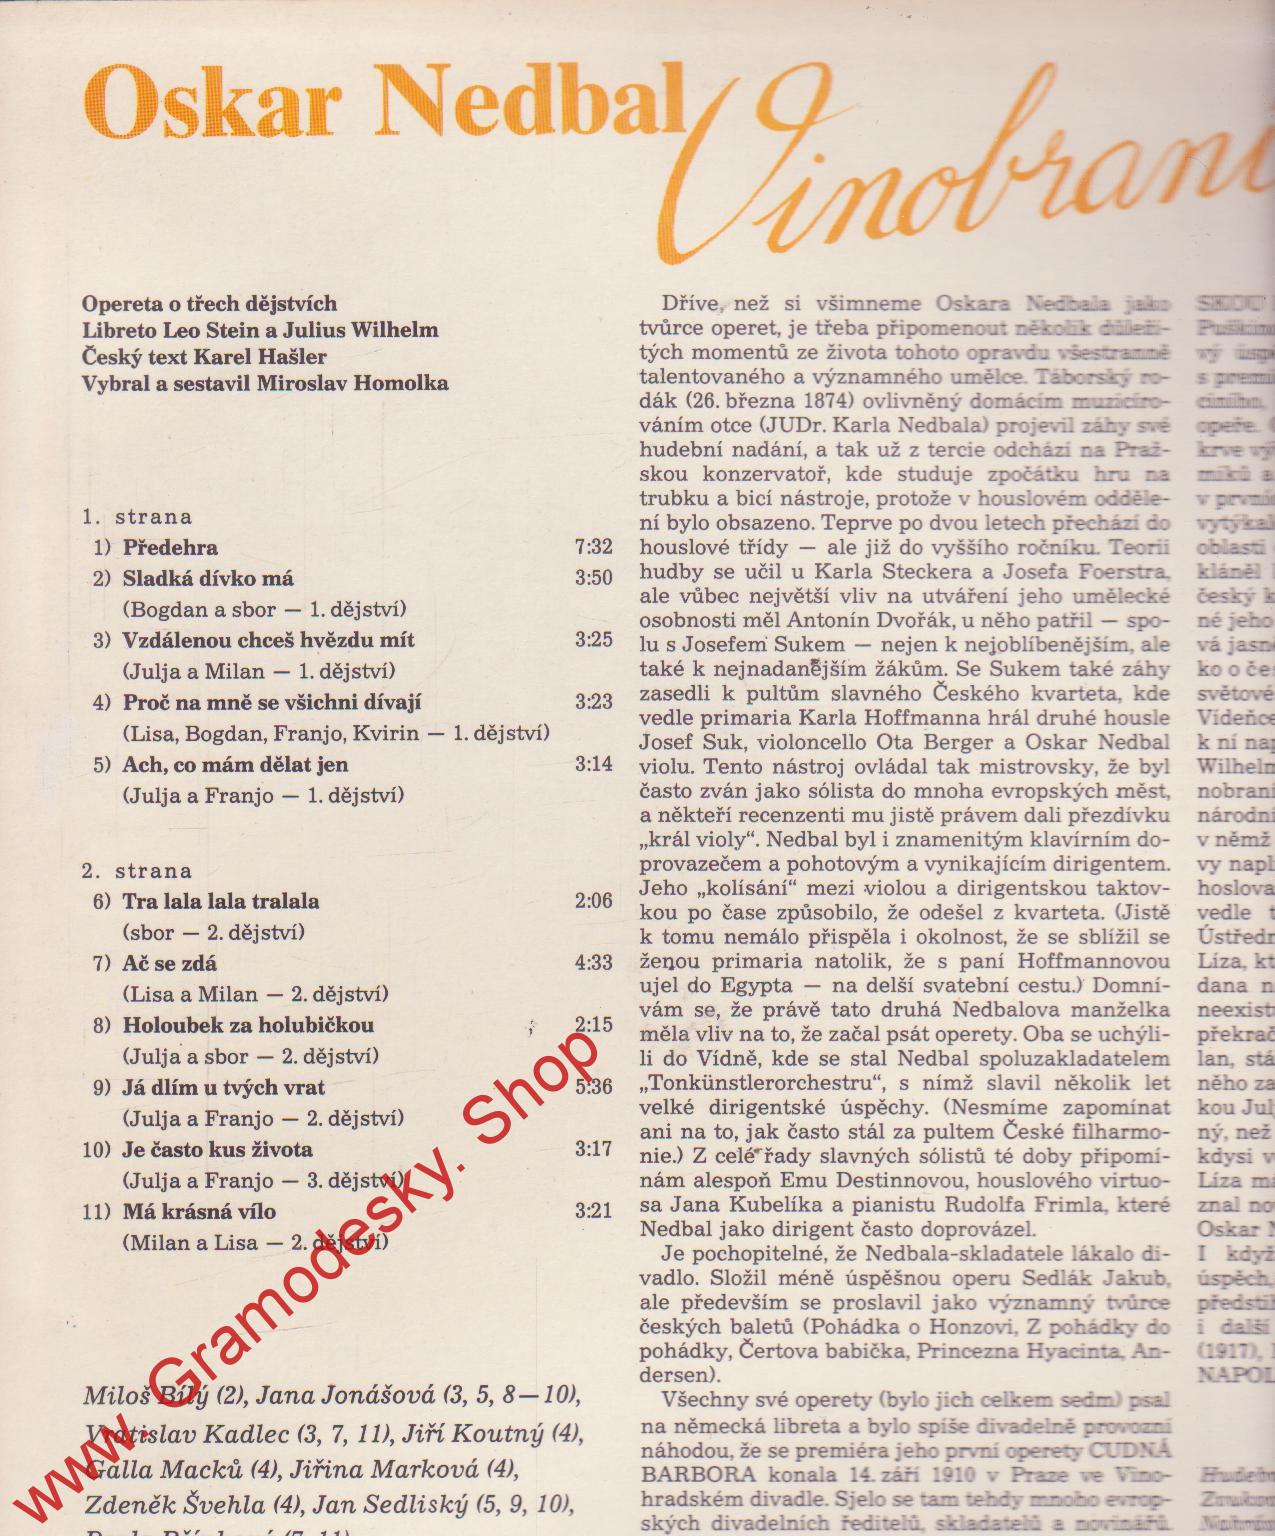 Oskar Nedbal
Vinobraní
Opereta o třech dějstvích
Libreto Leo Stein a Julius Wilhelm
Český text Karel Hašler
Vybral a sestavil Miroslav Homolka
1. strana
1) Předehra 7:32
2) Sladká dívko má 3:50
(Bogdan a sbor — 1. dějství)
3) Vzdálenou chceš hvězdu mít 3:25
(Julja a Milan — 1. dějství)
4) Proč na mně se všichni dívají 3:23
(Lisa, Bogdan, Franjo, Kvirin — 1. dějství)
5) Ach, co mám dělat jen 3:14
(Julja a Franjo — 1. dějství)
2. strana
6) Tra lala lala tralala 2:06
(sbor — 2. dějství)
7) Ač se zdá 4:33
(Lisa a Milan — 2. dějství)
8) Holoubek za holubičkou 2:15
(Julja a sbor — 2. dějství)
9) Já dlím u tvých vrat 5:36
(Julja a Franjo — 2. dějství)
10) Je často kus života 3:17
(Julja a Franjo — 3. dějství)
11) Má krásná vílo 3:21
(Milan a Lisa — 2. dějství)
Miloš Bílý (2), Jana Jonášová (3, 5, 8—10),
Vratislav Kadlec (3, 7, 11), Jiří Koutný (4),
Galla Macků (4), Jiřina Marková (4),
Zdeněk Švehla (4), Jan Sedliský (5, 9, 10),
Dříve, než si všimneme Oskara Nedbala jako
tvůrce operet, je třeba připomenout několik důleži-
tých momentů ze života tohoto opravdu všestranně
talentovaného a významného umělce. Táborský ro-
dák (26. března 1874) ovlivněný domácím muzicíro-
váním otce (JUDr. Karla Nedbala) projevil záhy své
hudební nadání, a tak už z tercie odchází na Praž-
skou konzervatoř, kde studuje zpočátku hru na
trubku a bicí nástroje, protože v houslovém odděle-
ní bylo obsazeno. Teprve po dvou letech přechází do
houslové třídy — ale již do vyššího ročníku. Teorii
hudby se učil u Karla Steckera a Josefa Foerstra,
ale vůbec největší vliv na utváření jeho umělecké
osobnosti měl Antonín Dvořák, u něho patřil — spo-
lu s Josefem Sukem — nejen k nejoblíbenějším, ale
také k nejnadanějším žákům. Se Sukem také záhy
zasedli k pultům slavného Českého kvarteta, kde
vedle primaria Karla Hoffmanna hrál druhé housle
Josef Suk, violoncello Ota Berger a Oskar Nedbal
violu. Tento nástroj ovládal tak mistrovsky, že byl
často zván jako sólista do mnoha evropských měst,
a někteří recenzenti mu jistě právem dali přezdívku
„král violy“. Nedbal byl i znamenitým klavírním do-
provazečem a pohotovým a vynikajícím dirigentem.
Jeho „kolísání“ mezi violou a dirigentskou taktov-
kou po čase způsobilo, že odešel z kvarteta. (Jistě
k tomu nemálo přispěla i okolnost, že se sblížil se
ženou primaria natolik, že s paní Hoffmannovou
ujel do Egypta — na delší svatební cestu.) Domní-
vám se, že právě tato druhá Nedbalova manželka
měla vliv na to, že začal psát operety. Oba se uchýli-
li do Vídně, kde se stal Nedbal spoluzakladatelem
„Tonkünstlerorchestru“, s nímž slavil několik let
velké dirigentské úspěchy. (Nesmíme zapomínat
ani na to, jak často stál za pultem České filharmo-
nie.) Z celé řady slavných sólistů té doby připomí-
nám alespoň Emu Destinnovou, houslového virtuo-
sa Jana Kubelíka a pianistu Rudolfa Frimla, které
Nedbal jako dirigent často doprovázel.
Je pochopitelné, že Nedbala-skladatele lákalo di-
vadlo. Složil méně úspěšnou operu Sedlák Jakub,
ale především se proslavil jako významný tvůrce
českých baletů (Pohádka o Honzovi, Z pohádky do
pohádky, Čertova babička, Princezna Hyacinta, An-
dersen).
Všechny své operety (bylo jich celkem sedm) psal
na německá libreta a bylo spíše divadelně provozní
náhodou, že se premiéra jeho první operety CUDNÁ
BARBORA konala 14. září 1910 v Praze ve Vino-
hradském divadle. Sjelo se tam tehdy mnoho evrop-
ských divadelních ředitelů, skladatelů a novinářů.
www.Gramodesky.Shop